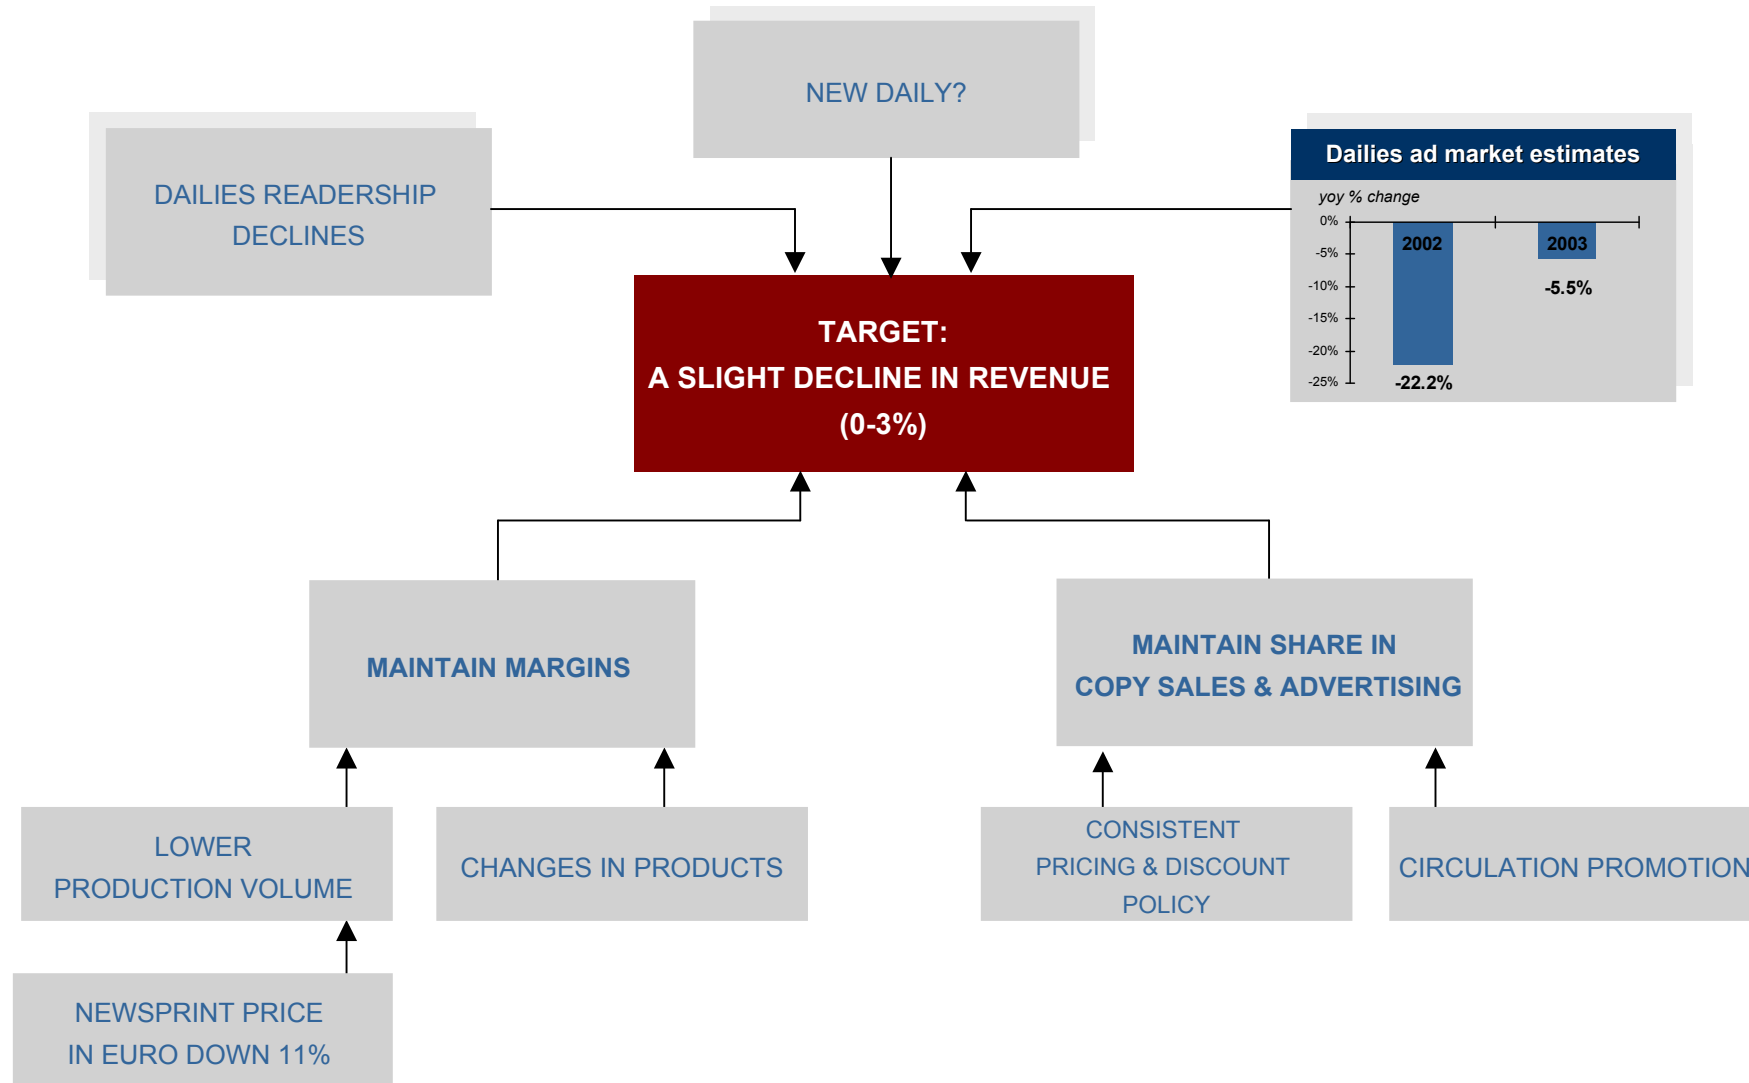 NEW DAILY?
DAILIES READERSHIP
DECLINES
Dailies ad market estimates
yoy % change
0%
-5%
-10%
-15%
-20%
-25%
2002
2003
-5.5%
-22.2%
TARGET:
A SLIGHT DECLINE IN REVENUE
(0-3%)
MAINTAIN MARGINS
MAINTAIN SHARE IN
COPY SALES & ADVERTISING
LOWER
PRODUCTION VOLUME
CHANGES IN PRODUCTS
CONSISTENT
PRICING & DISCOUNT
POLICY
CIRCULATION PROMOTION
NEWSPRINT PRICE
IN EURO DOWN 11%